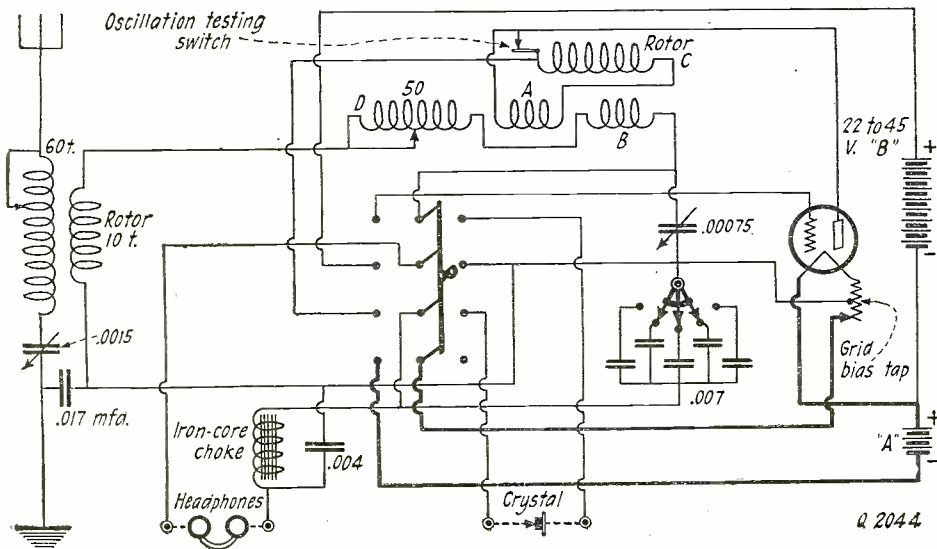 Oscillation testing
switch
Rotor
C
A
50
D
B
60t.
22 to 45
V. "B"
+
Rotor
10 t.
.00075
-
.0015
Grid
bias tap
.017 mfd.
.007
+
"A"
-
Iron-core
choke
.004
Headphones
Crystal
Q 2044